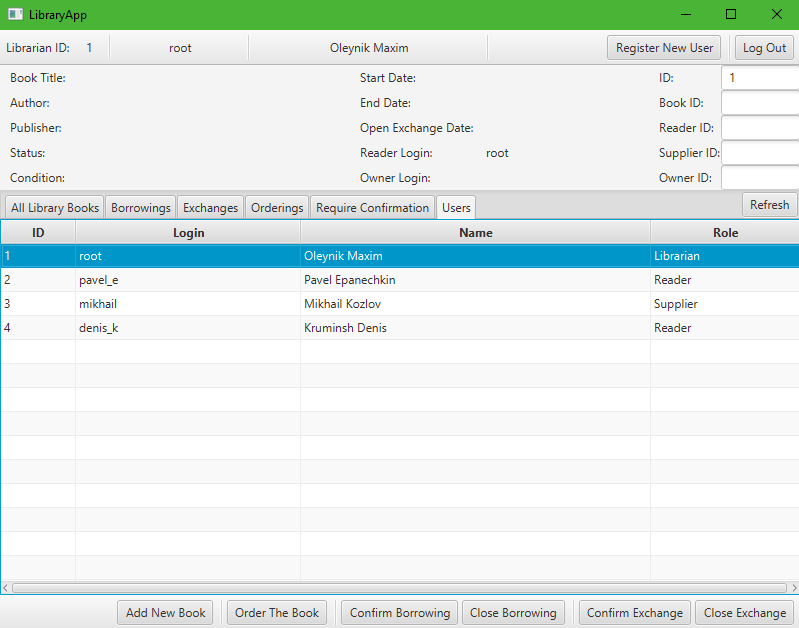 LibraryApp
Librarian ID: 1 root Oleynik Maxim Register New User Log Out
Book Title: Start Date: ID: 1
Author: End Date: Book ID:
Publisher: Open Exchange Date: Reader ID:
Status: Reader Login: root Supplier ID:
Condition: Owner Login: Owner ID:
All Library Books Borrowings Exchanges Orderings Require Confirmation Users Refresh
ID Login Name Role
1 root Oleynik Maxim Librarian
2 pavel_e Pavel Epanechkin Reader
3 mikhail Mikhail Kozlov Supplier
4 denis_k Kruminsh Denis Reader
Add New Book Order The Book Confirm Borrowing Close Borrowing Confirm Exchange Close Exchange